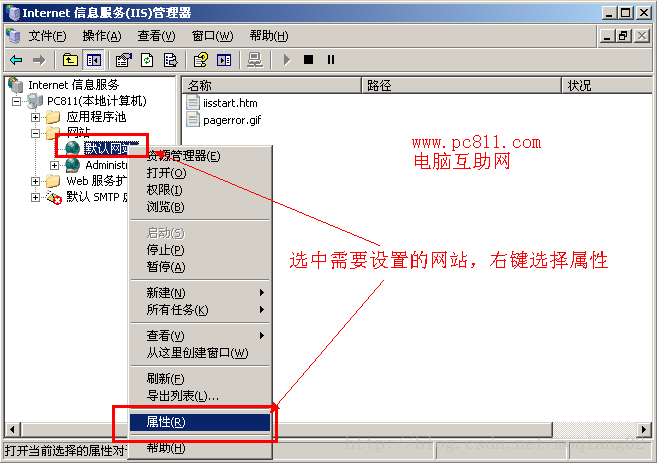 Internet 信息服务(IIS)管理器
文件(F) 操作(A) 查看(V) 窗口(W) 帮助(H)
Internet 信息服务
PC811(本地计算机)
应用程序池
网站
默认网站
Administ
Web 服务扩
默认 SMTP
名称 路径 状况
iisstart.htm
pagerror.gif
www.pc811.com
电脑互助网
资源管理器(E)
打开(O)
权限(I)
浏览(B)
启动(S)
停止(P)
暂停(A)
新建(N)
所有任务(K)
查看(V)
从这里创建窗口(W)
刷新(F)
导出列表(L)...
属性(R)
帮助(H)
选中需要设置的网站，右键选择属性
打开当前选择的属性对